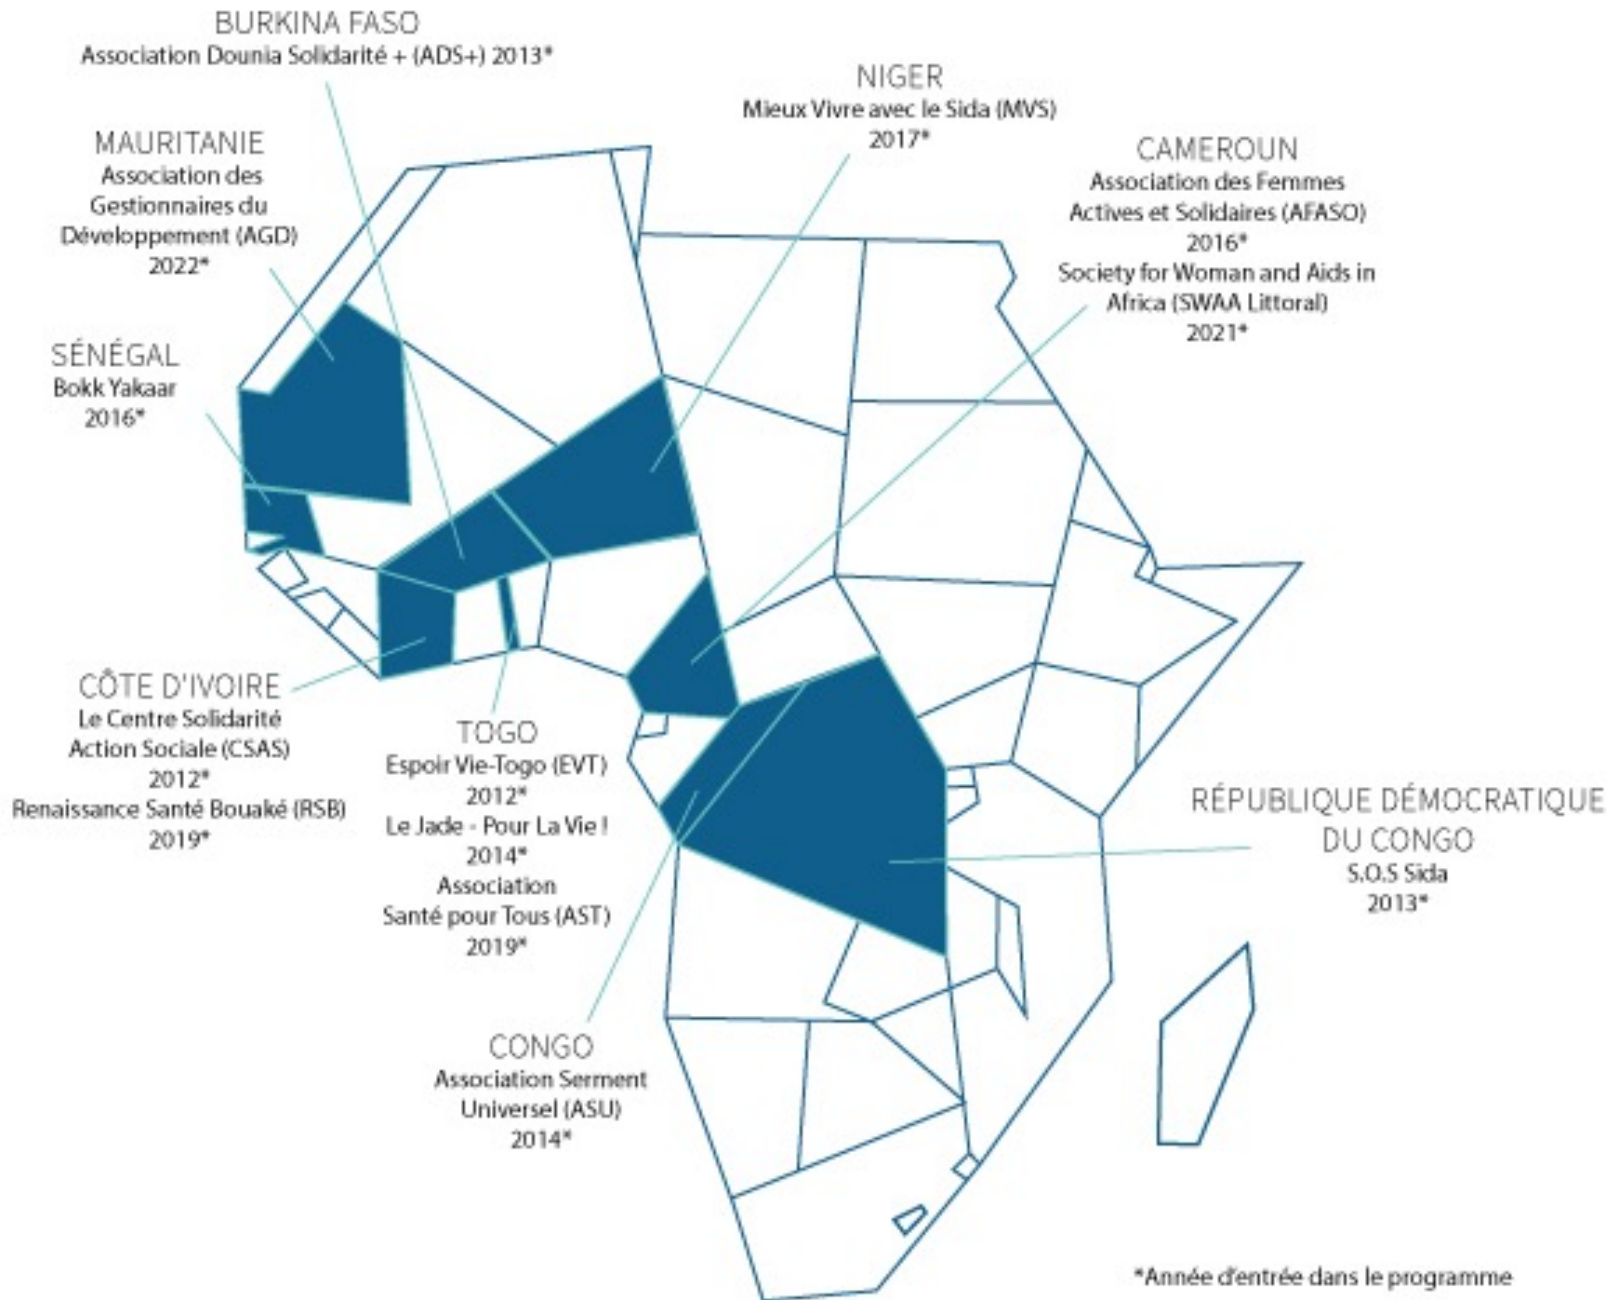 BURKINA FASO
Association Dounia Solidarité + (ADS+) 2013*
NIGER
Mieux Vivre avec le Sida (MVS)
2017*
MAURITANIE
Association des
Gestionnaires du
Développement (AGD)
2022*
CAMEROUN
Association des Femmes
Actives et Solidaires (AFASO)
2016*
Society for Woman and Aids in
Africa (SWAA Littoral)
2021*
SÉNÉGAL
Bokk Yakaar
2016*
CÔTE D'IVOIRE
Le Centre Solidarité
Action Sociale (CSAS)
2012*
Renaissance Santé Bouaké (RSB)
2019*
TOGO
Espoir Vie-Togo (EVT)
2012*
Le Jade - Pour La Vie !
2014*
Association
Santé pour Tous (AST)
2019*
RÉPUBLIQUE DÉMOCRATIQUE
DU CONGO
S.O.S Sida
2013*
CONGO
Association Serment
Universel (ASU)
2014*
*Année d'entrée dans le programme